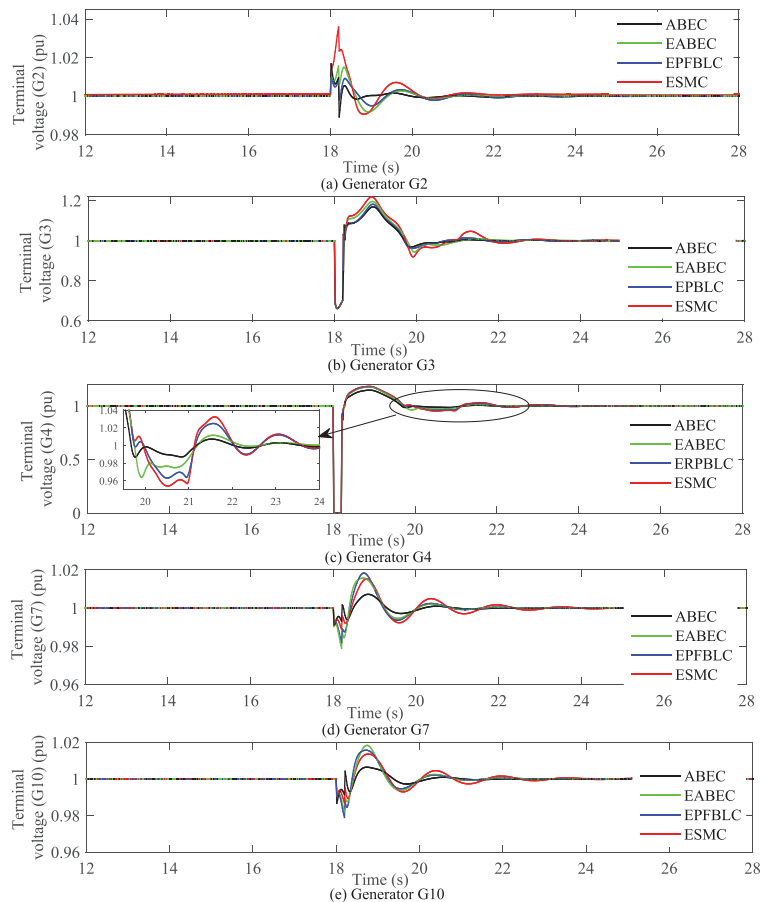 1.04
1.02
1
0.98
Terminal
voltage (G2) (pu)
ABEC
EABEC
EPFBLC
ESMC
12 14 16 18 20 22 24 26 28
Time (s)
(a) Generator G2
1.2
1
0.8
0.6
Terminal
voltage (G3)
ABEC
EABEC
EPBLC
ESMC
12 14 16 18 20 22 24 26 28
Time (s)
(b) Generator G3
1
0.5
0
Terminal
voltage (G4) (pu)
1.04
1.02
1
0.98
0.96
20 21 22 23 24
ABEC
EABEC
ERPBLC
ESMC
12 14 16 18 20 22 24 26 28
Time (s)
(c) Generator G4
1.02
1
0.98
0.96
Terminal
voltage (G7) (pu)
ABEC
EABEC
EPFBLC
ESMC
12 14 16 18 20 22 24 26 28
Time (s)
(d) Generator G7
1.02
1
0.98
0.96
Terminal
voltage (G10) (pu)
ABEC
EABEC
EPFBLC
ESMC
12 14 16 18 20 22 24 26 28
Time (s)
(e) Generator G10